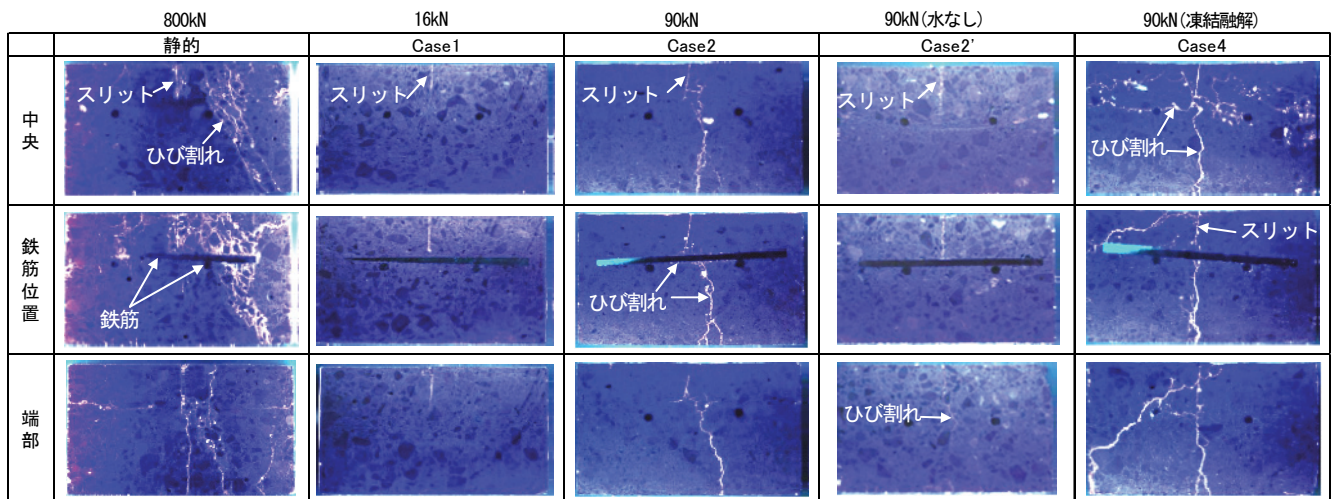 800kN 16kN 90kN 90kN(水なし) 90kN(凍結融解)
静的 Case1 Case2 Case2' Case4
中央
スリット
ひび割れ
スリット
スリット
スリット
ひび割れ
鉄筋位置
鉄筋
ひび割れ
スリット
端部
ひび割れ